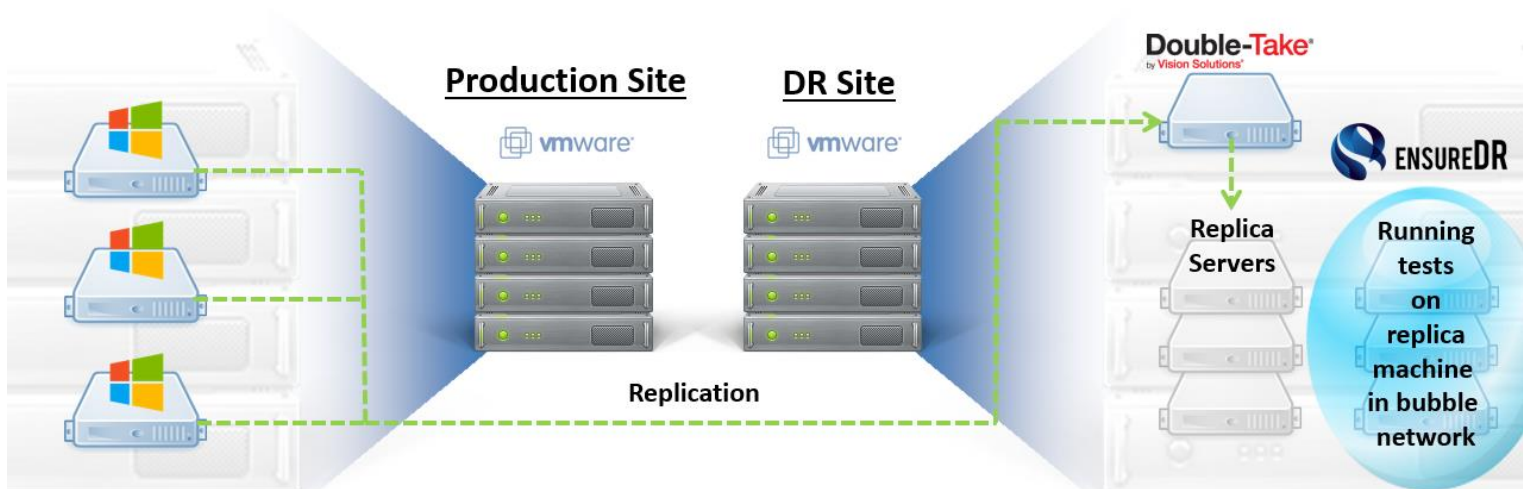 Production Site
vmware®
DR Site
vmware®
Double-Take®
by Vision Solutions®
ENSUREDR
Replica
Servers
Running
tests
on
replica
machine
in bubble
network
Replication